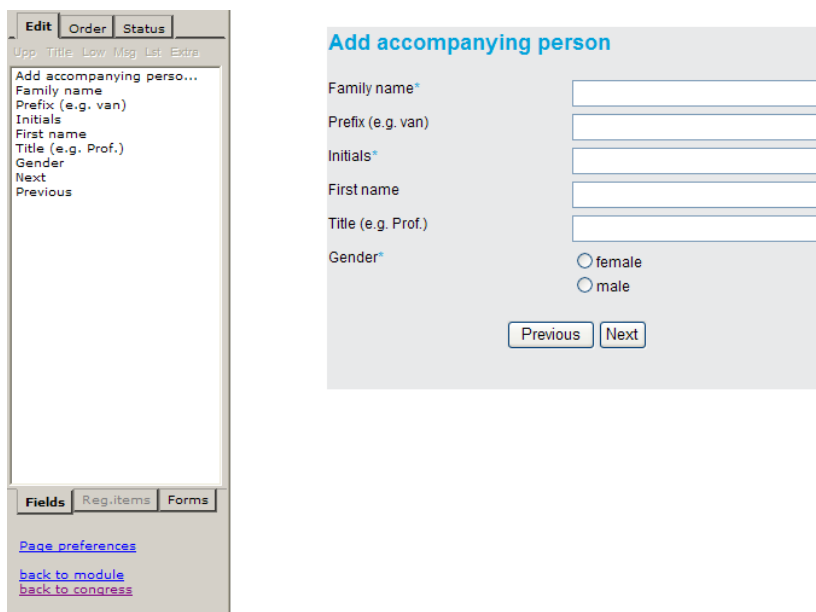 Edit Order Status
Upp Title Low Msg Lst Extra
Add accompanying perso...
Family name
Prefix (e.g. van)
Initials
First name
Title (e.g. Prof.)
Gender
Next
Previous
Fields Reg.items Forms
Page preferences
back to module
back to congress
Add accompanying person
Family name*
Prefix (e.g. van)
Initials*
First name
Title (e.g. Prof.)
Gender*
female
male
Previous Next